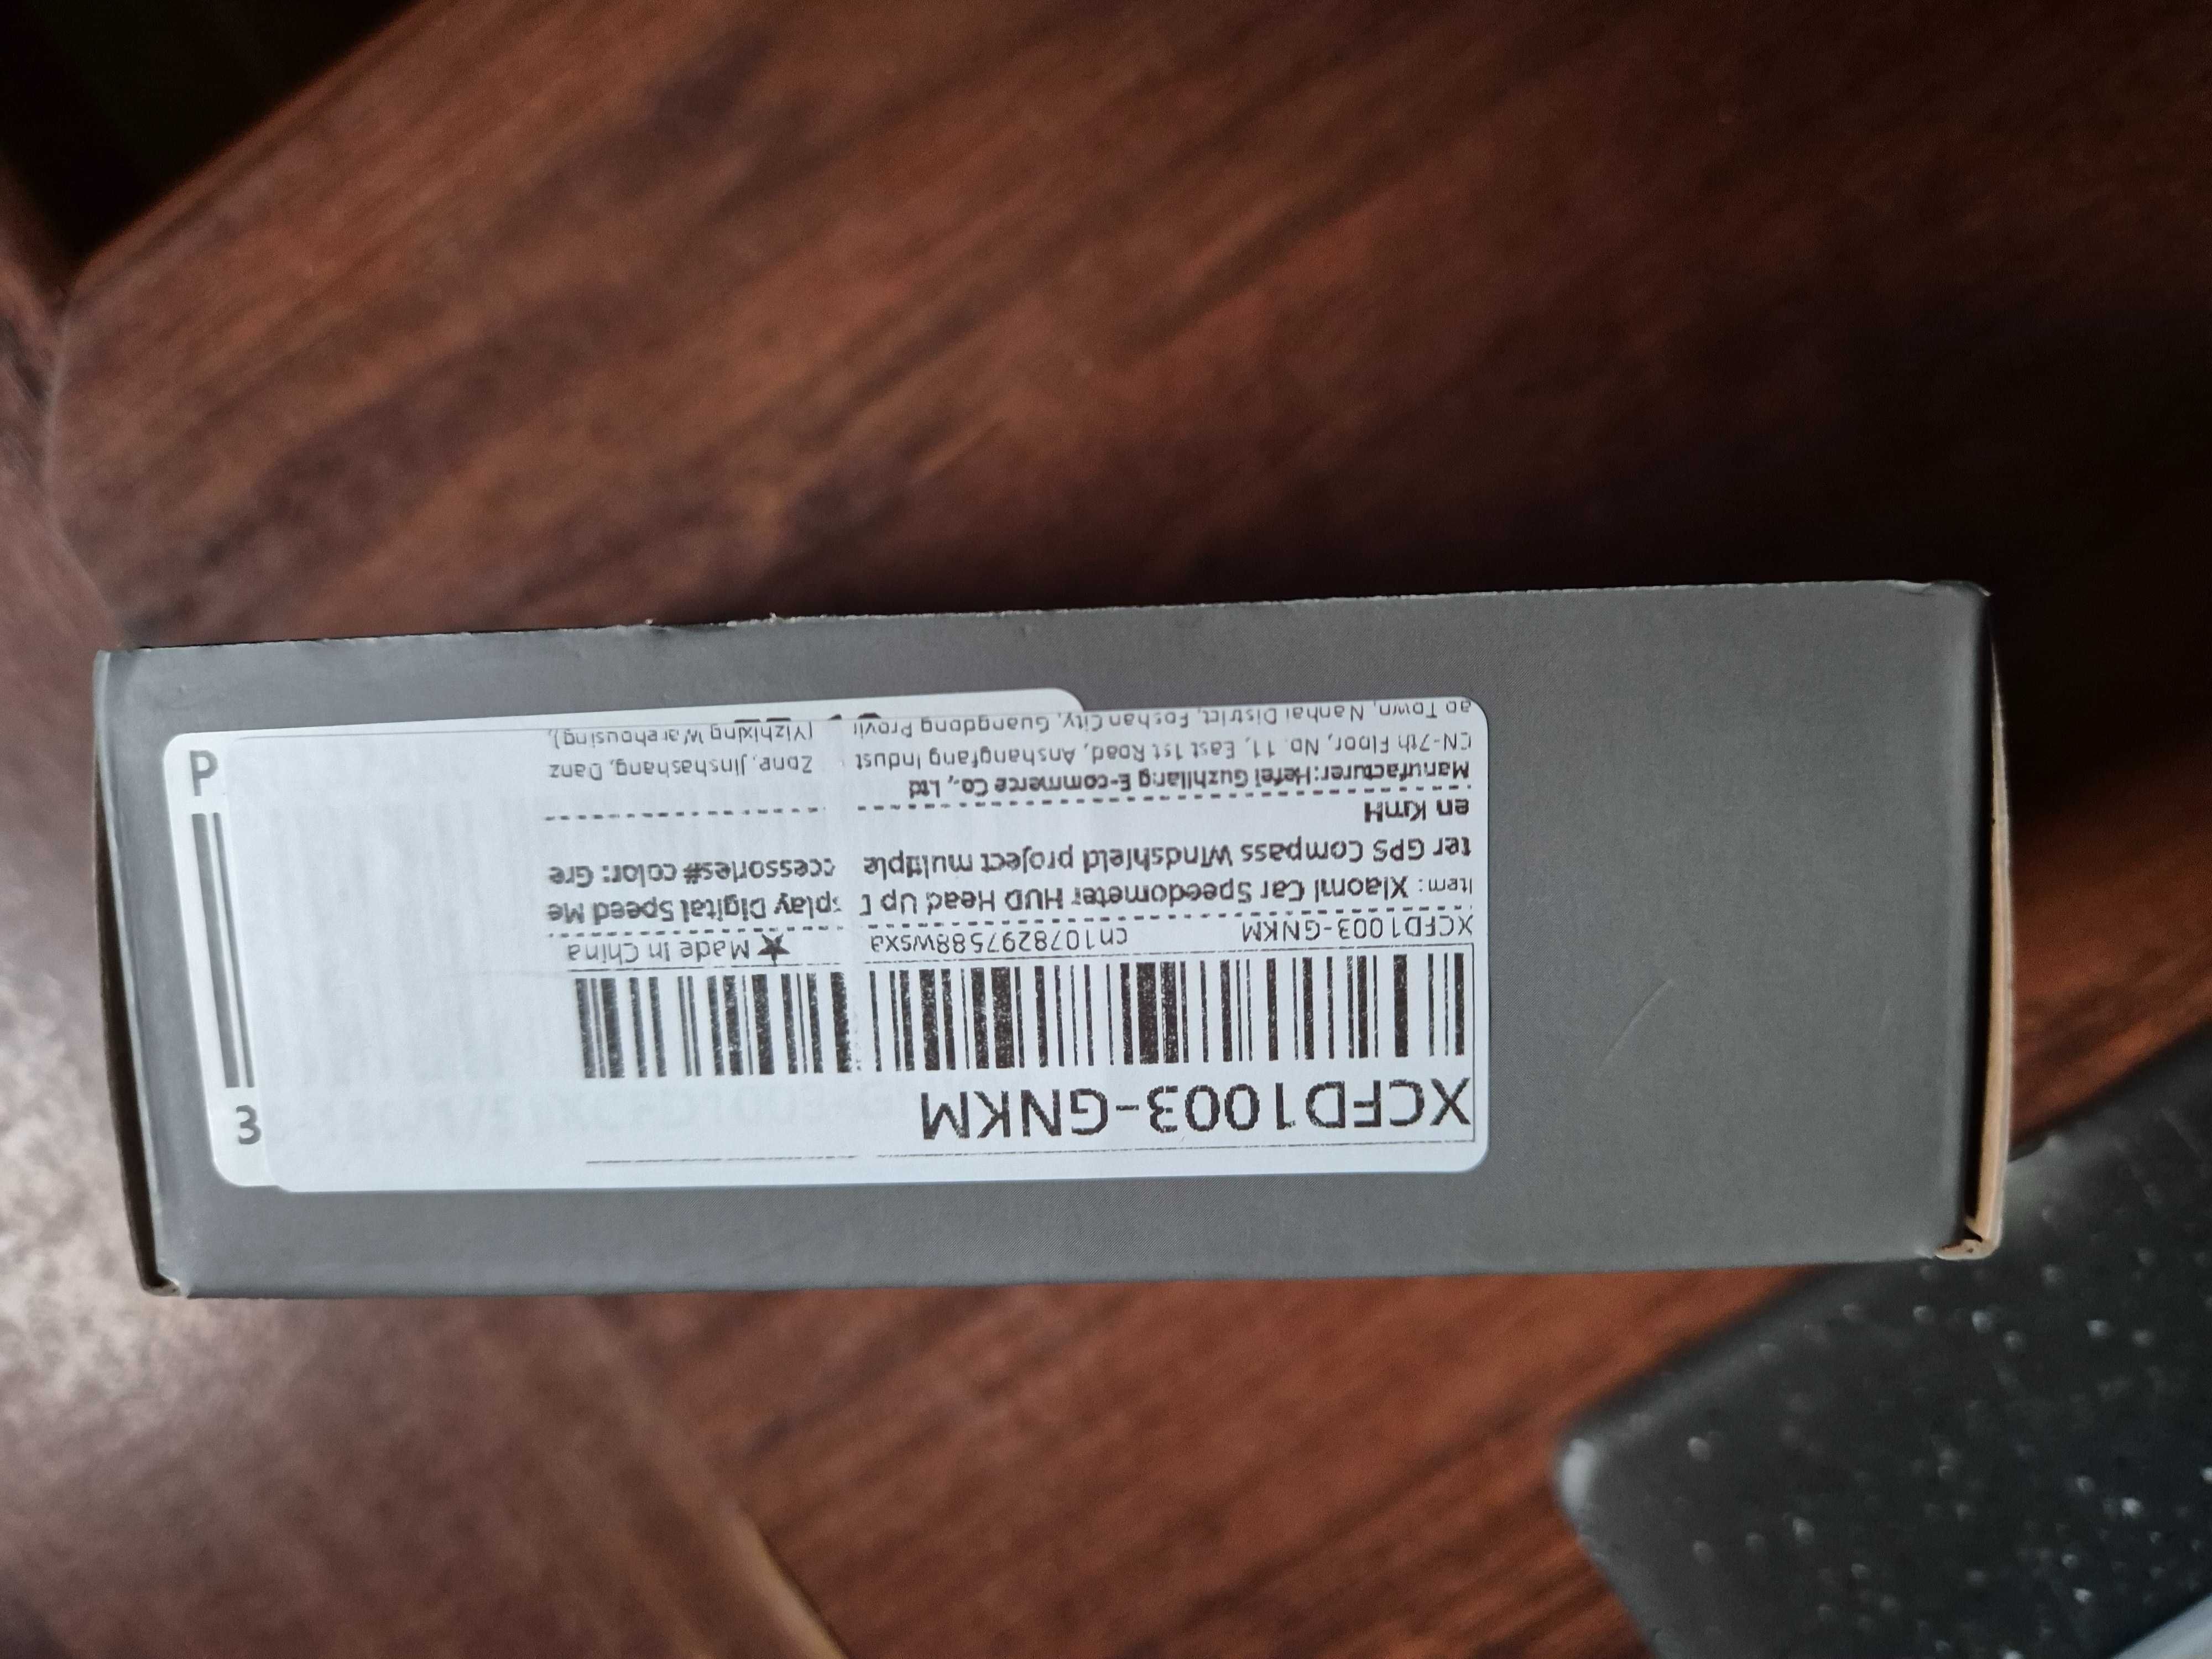 XCFD1003-GNKM
XCFD1003-GNKM cn1078297588wsxa ★Made In China
Item: Xiaomi Car Speedometer HUD Head Up D splay Digital Speed Me
ter GPS Compass Windshield project multiple ccessories# color: Gre
en KmH
Manufacturer:Hefei Guzhiliang E-commerce Co., Ltd
CN-7th Floor, No. 11, East 1st Road, Anshangfang Indust Zone, Jinshashang, Danz
ao Town, Nanhai District, Foshan City, Guangdong Provi (Yizhixing Warehousing),
P
3